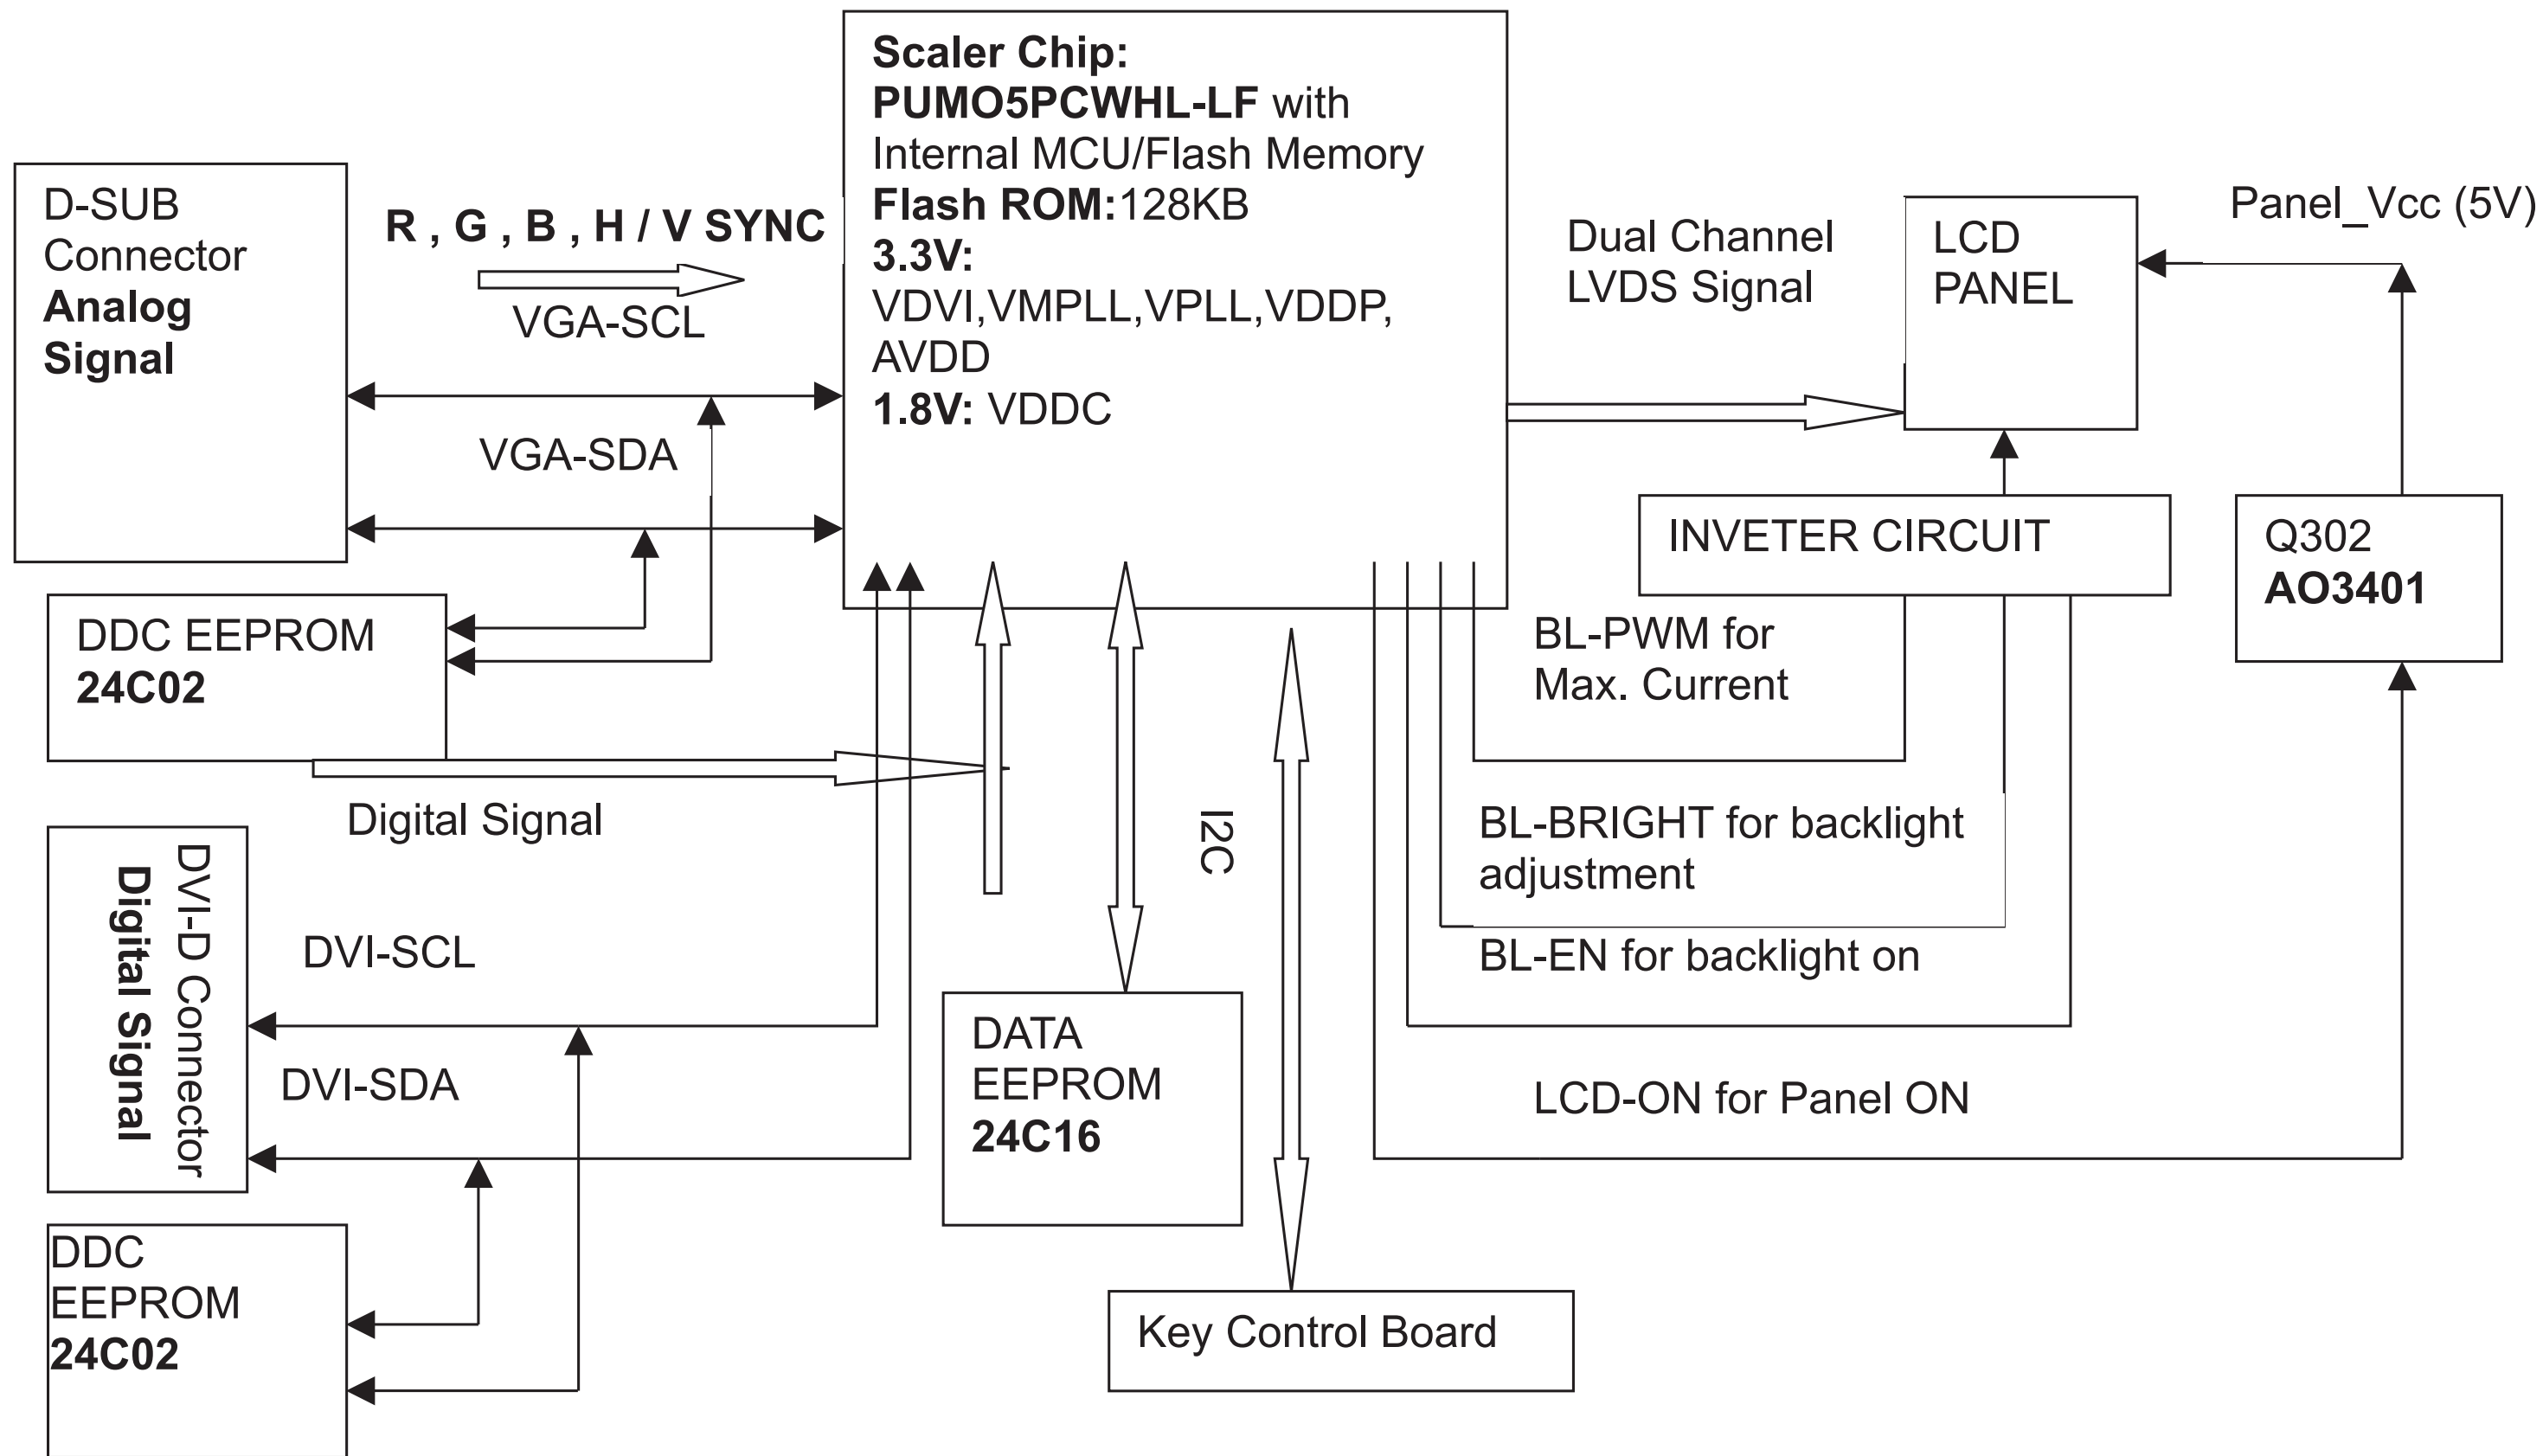 Scaler Chip:
PUMO5PCWHL-LF with
Internal MCU/Flash Memory
Flash ROM:128KB
3.3V:
VDVI,VMPLL,VPLL,VDDP,
AVDD
1.8V: VDDC
D-SUB
Connector
Analog
Signal
R , G , B , H / V SYNC
VGA-SCL
VGA-SDA
Dual Channel
LVDS Signal
LCD
PANEL
Panel_Vcc (5V)
INVETER CIRCUIT
Q302
AO3401
DDC EEPROM
24C02
BL-PWM for
Max. Current
Digital Signal
I2C
BL-BRIGHT for backlight
adjustment
BL-EN for backlight on
DVI-D Connector
Digital Signal
DVI-SCL
DVI-SDA
DATA
EEPROM
24C16
LCD-ON for Panel ON
DDC
EEPROM
24C02
Key Control Board